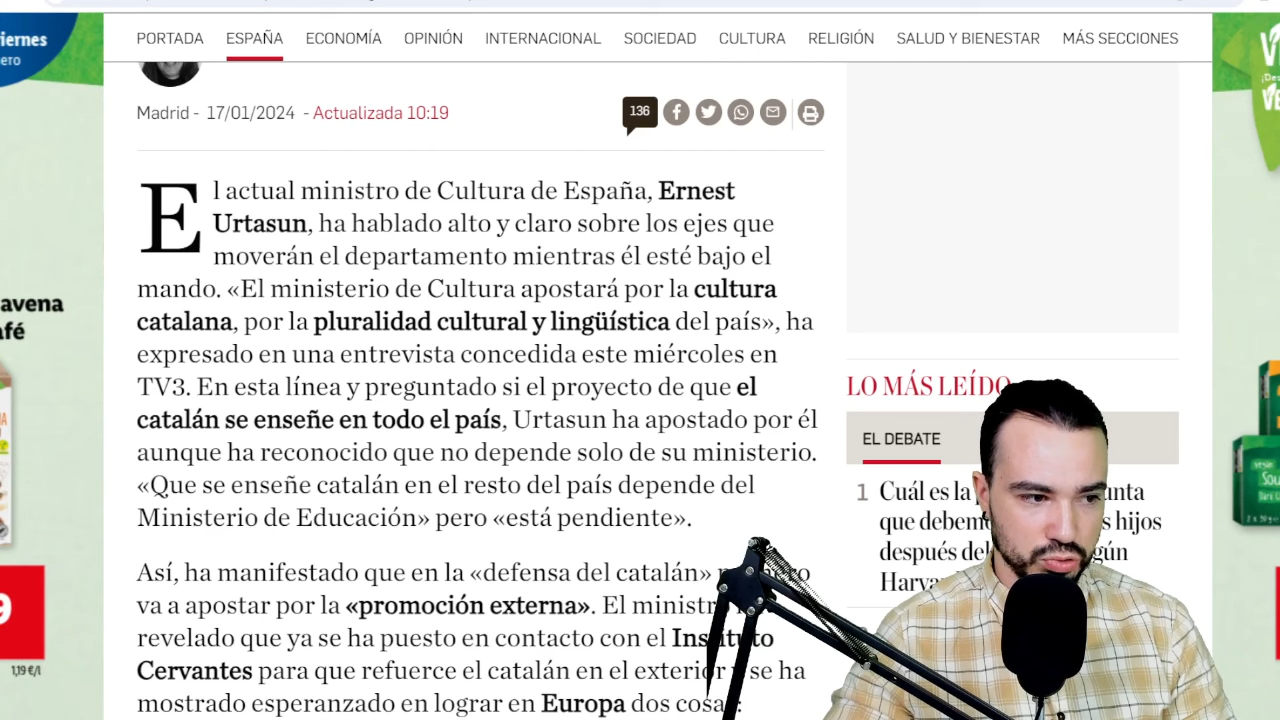 iernes
ero
PORTADA ESPAÑA ECONOMÍA OPINIÓN INTERNACIONAL SOCIEDAD CULTURA RELIGIÓN SALUD Y BIENESTAR MÁS SECCIONES
Madrid - 17/01/2024 - Actualizada 10:19
136
El actual ministro de Cultura de España, Ernest
Urtasun, ha hablado alto y claro sobre los ejes que
moverán el departamento mientras él esté bajo el
mando. «El ministerio de Cultura apostará por la cultura
catalana, por la pluralidad cultural y lingüística del país», ha
expresado en una entrevista concedida este miércoles en
TV3. En esta línea y preguntado si el proyecto de que el
catalán se enseñe en todo el país, Urtasun ha apostado por él
aunque ha reconocido que no depende solo de su ministerio.
«Que se enseñe catalán en el resto del país depende del
Ministerio de Educación» pero «está pendiente».
Así, ha manifestado que en la «defensa del catalán»
va a apostar por la «promoción externa». El ministr
revelado que ya se ha puesto en contacto con el Instituto
Cervantes para que refuerce el catalán en el exterior y se ha
mostrado esperanzado en lograr en Europa dos cosas:
LO MÁS LEÍDO
EL DEBATE
1 Cuál es la unta
que debem s hijos
después del gún
Harva
avena
afé
9
1,19 €/l